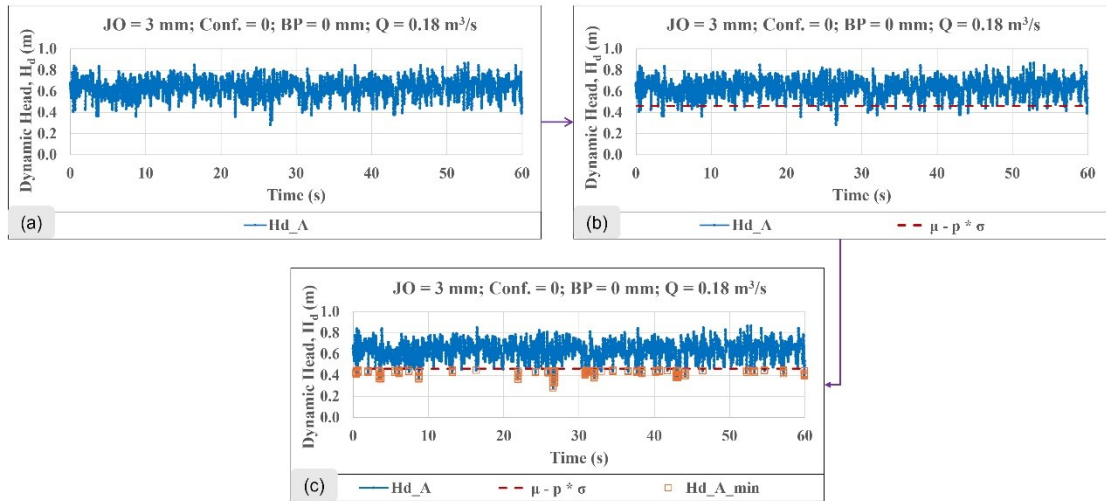 JO = 3 mm; Conf. = 0; BP = 0 mm; Q = 0.18 m³/s
Dynamic Head, H_d (m)
1.0
0.8
0.6
0.4
0.2
0.0
0 10 20 30 40 50 60
Time (s)
(a)
Hd_A
JO = 3 mm; Conf. = 0; BP = 0 mm; Q = 0.18 m³/s
Dynamic Head, H_d (m)
1.0
0.8
0.6
0.4
0.2
0.0
0 10 20 30 40 50 60
Time (s)
(b)
Hd_A μ - p * σ
JO = 3 mm; Conf. = 0; BP = 0 mm; Q = 0.18 m³/s
Dynamic Head, H_d (m)
1.0
0.8
0.6
0.4
0.2
0.0
0 10 20 30 40 50 60
Time (s)
(c)
Hd_A μ - p * σ Hd_A_min